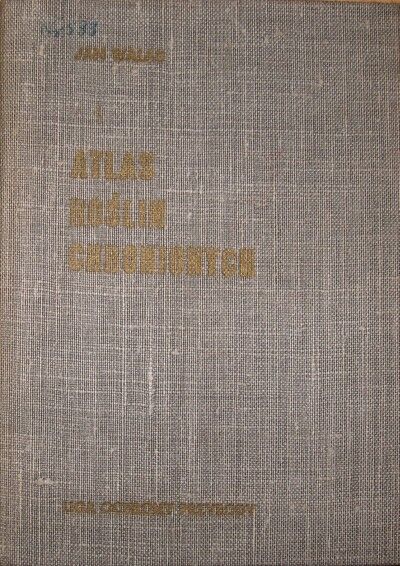 JAN WALAS
ATLAS
ROŚLIN
CHRONIONYCH
LIGA OCHRONY PRZYRODY